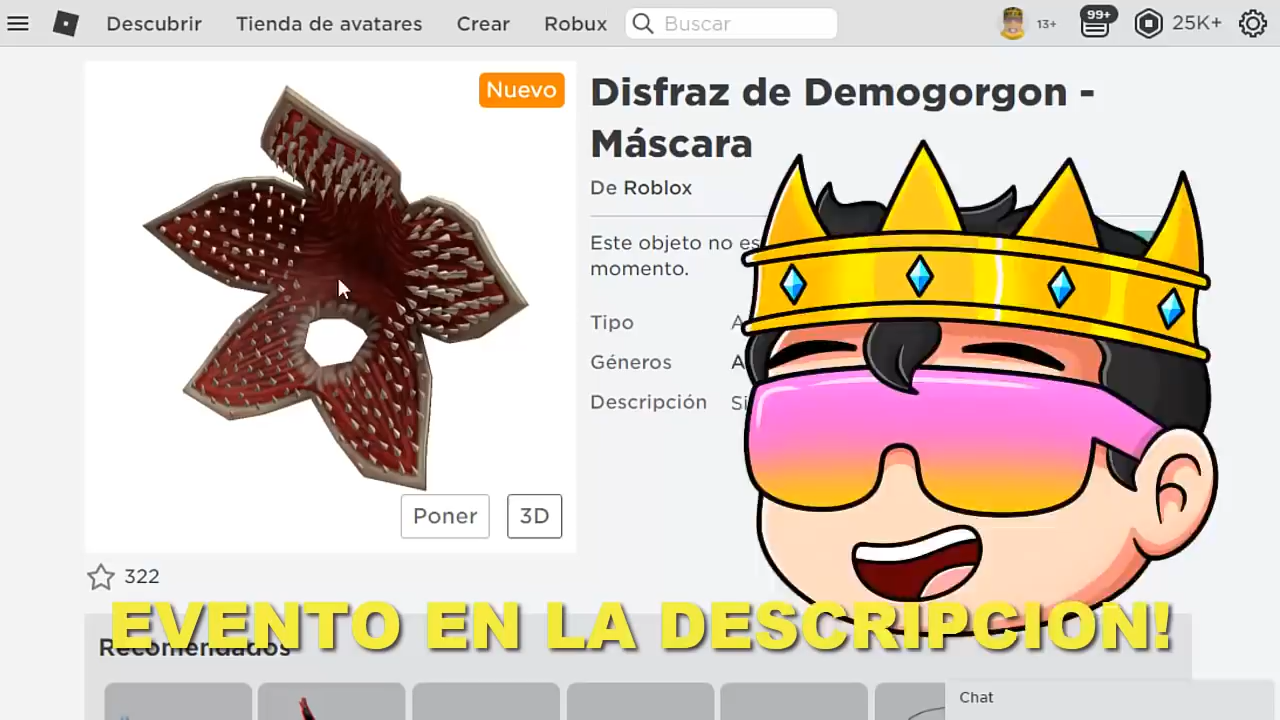 Descubrir
Tienda de avatares
Crear
Robux
Buscar
13+
99+
25K+
Nuevo
Disfraz de Demogorgon -
Máscara
De Roblox
Este objeto no es
momento.
Tipo
Géneros
Descripción
Poner
3D
322
EVENTO EN LA DESCRIPCION!
Recomendados
Chat